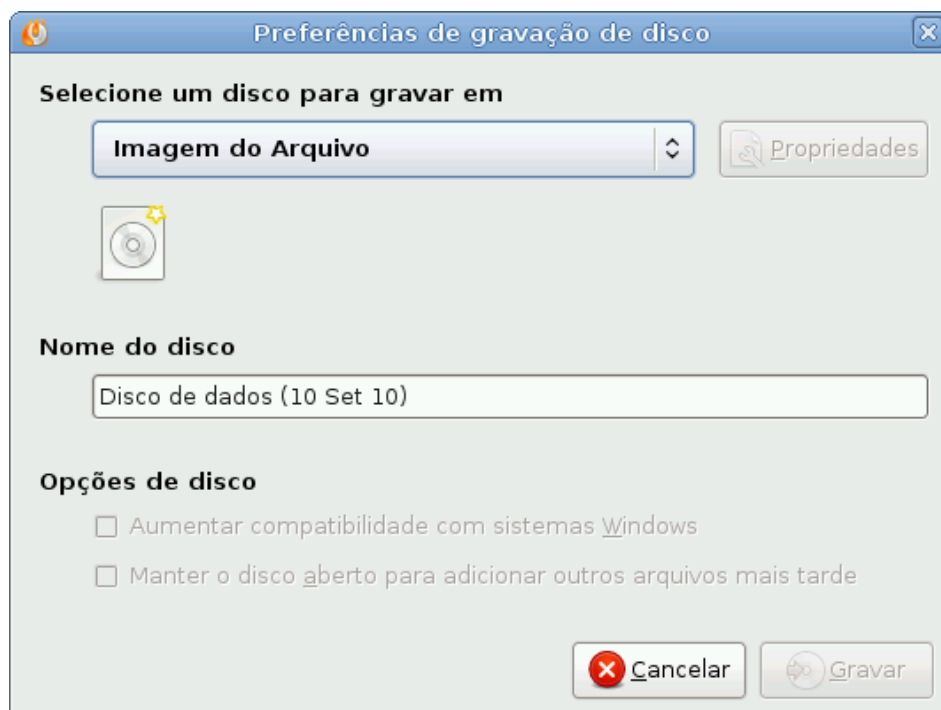 Preferências de gravação de disco
Selecione um disco para gravar em
Imagem do Arquivo
Propriedades
Nome do disco
Disco de dados (10 Set 10)
Opções de disco
Aumentar compatibilidade com sistemas Windows
Manter o disco aberto para adicionar outros arquivos mais tarde
Cancelar
Gravar